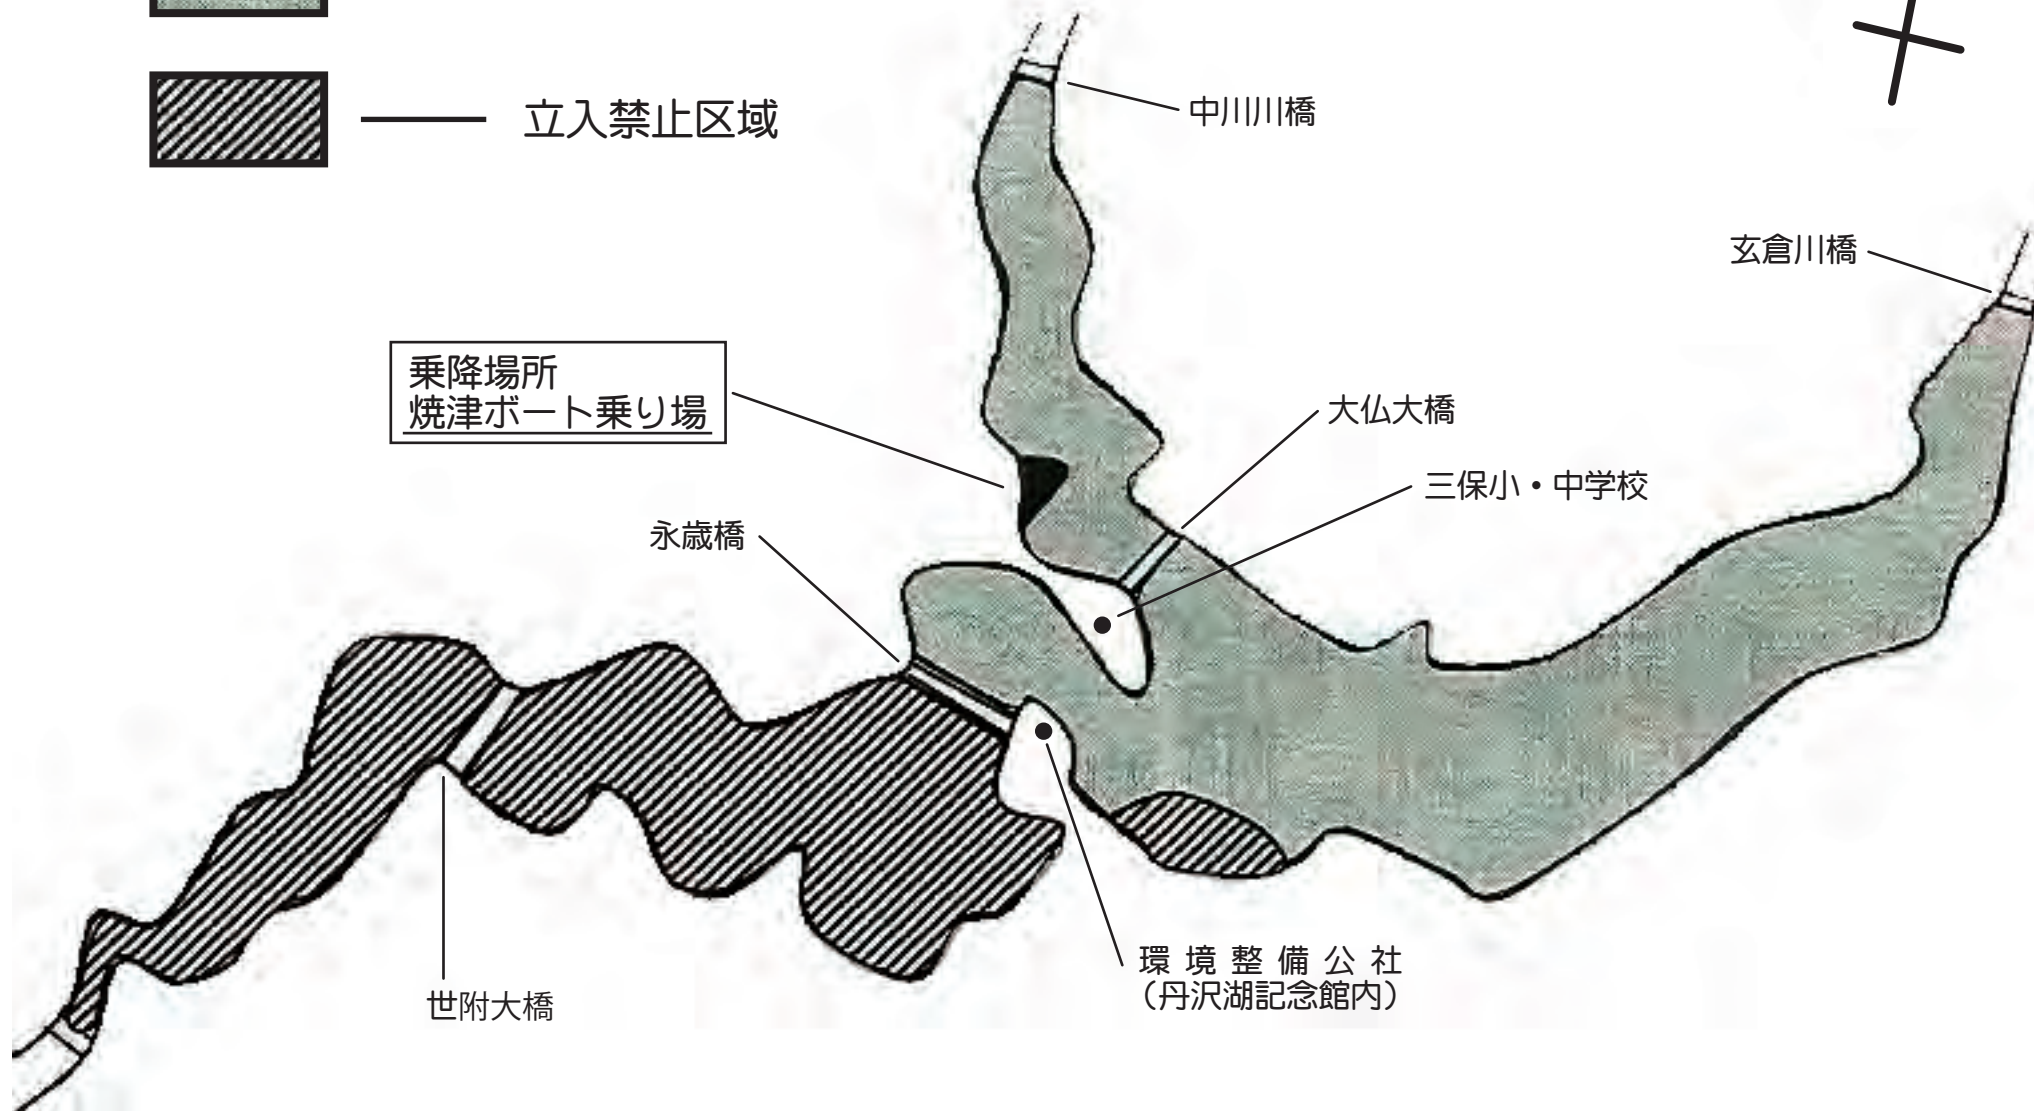 立入禁止区域
中川川橋
玄倉川橋
乗降場所
焼津ボート乗り場
大仏大橋
三保小・中学校
永歳橋
世附大橋
環境整備公社
（丹沢湖記念館内）